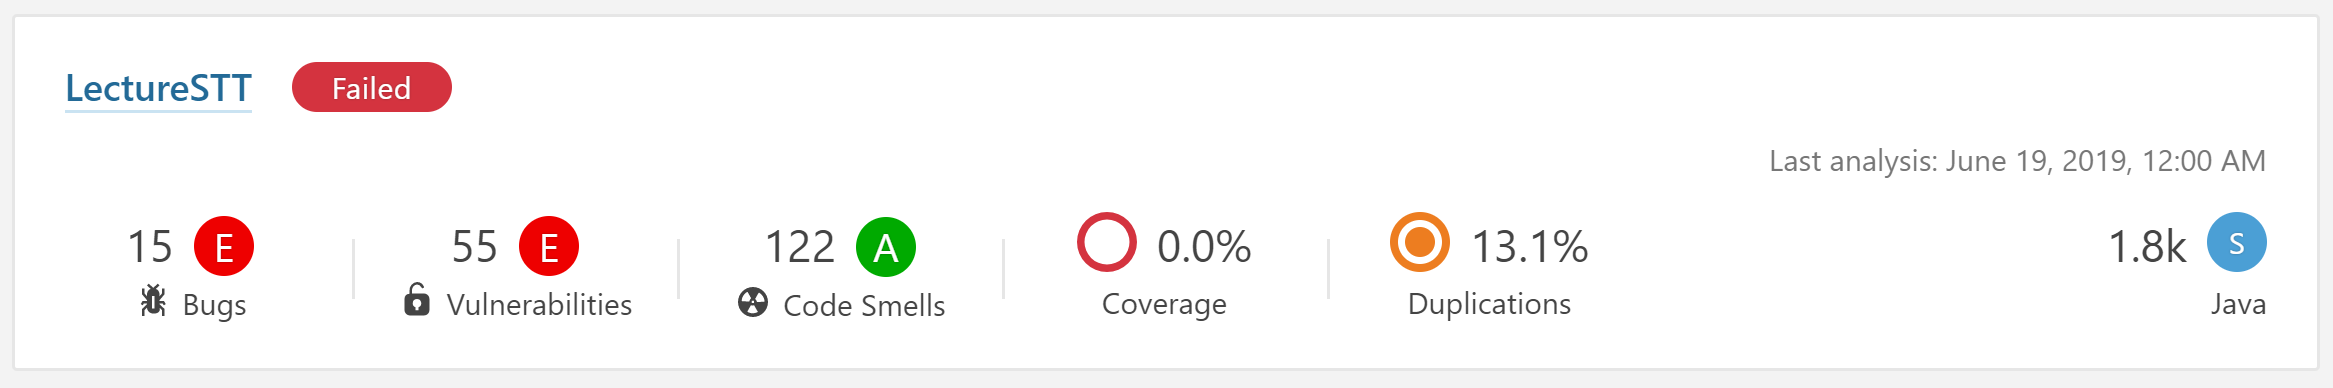 LectureSTT Failed
Last analysis: June 19, 2019, 12:00 AM
15 E 55 E 122 A 0.0% 13.1% 1.8k S
Bugs Vulnerabilities Code Smells Coverage Duplications Java